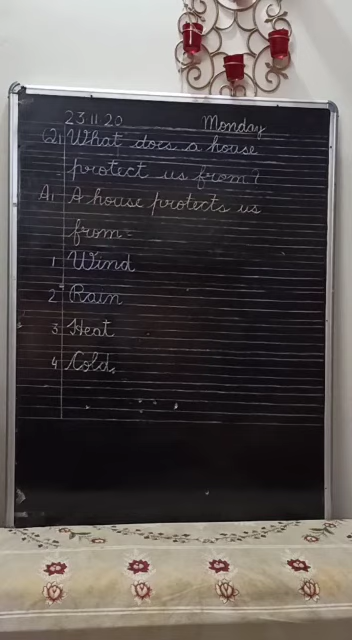 23 11 20 Monday
Q1 What does a house
protect us from?
A1 A house protects us
from-
1 Wind
2 Rain
3 Heat
4 Cold.